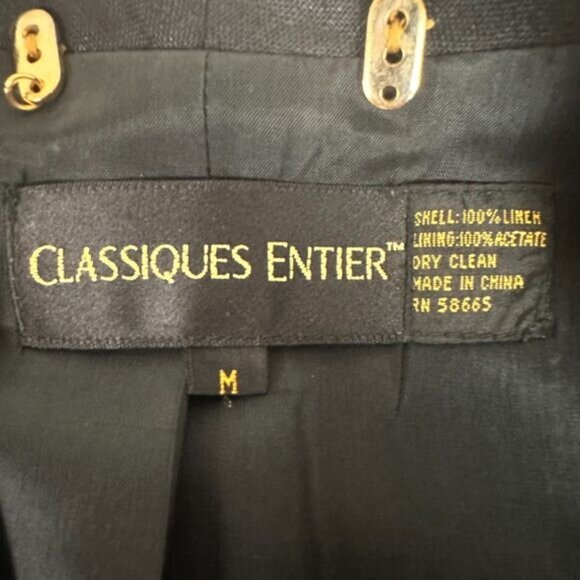 CLASSIQUES ENTIER™
SHELL:100%LINEN
LINING:100%ACETATE
DRY CLEAN
MADE IN CHINA
RN 58665
M